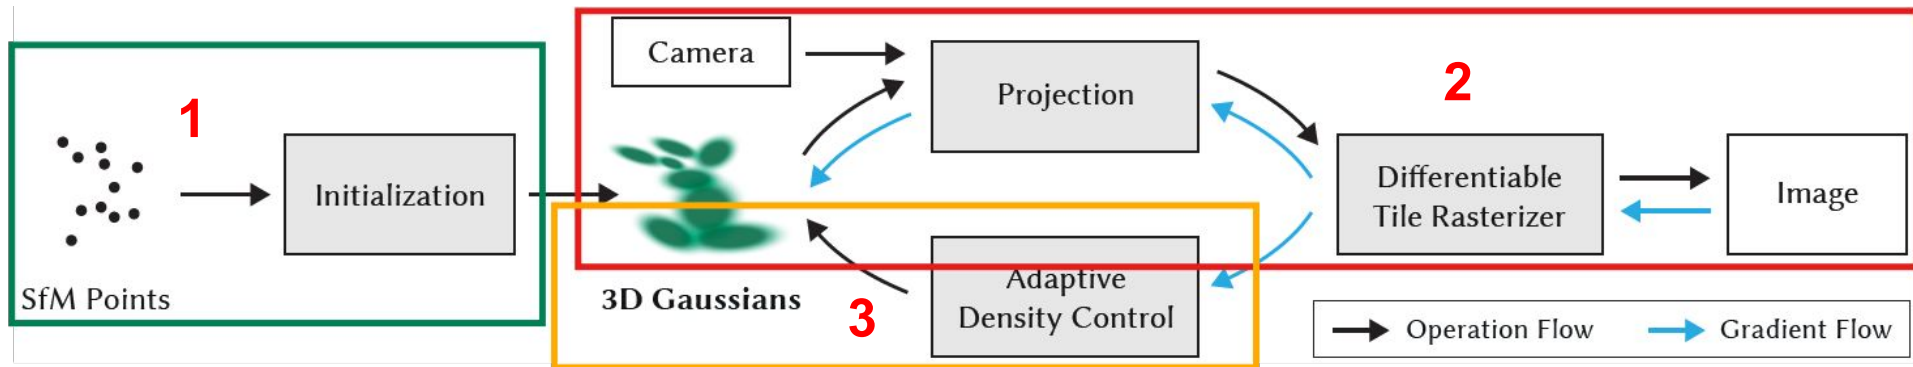 1
SfM Points
Initialization
Camera
Projection
2
Differentiable
Tile Rasterizer
Image
3D Gaussians
3
Adaptive
Density Control
Operation Flow
Gradient Flow